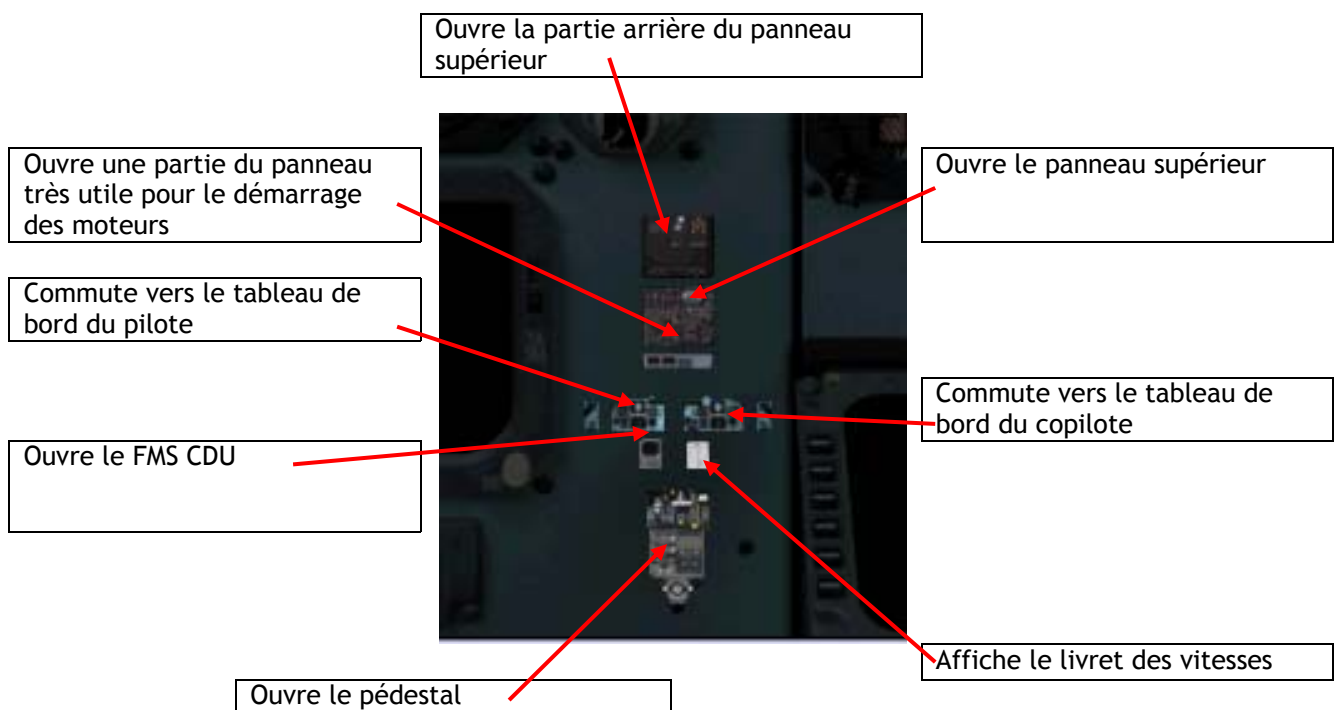 Ouvre la partie arrière du panneau
supérieur
Ouvre une partie du panneau
très utile pour le démarrage
des moteurs
Ouvre le panneau supérieur
Commute vers le tableau de
bord du pilote
Commute vers le tableau de
bord du copilote
Ouvre le FMS CDU
Affiche le livret des vitesses
Ouvre le pédestal